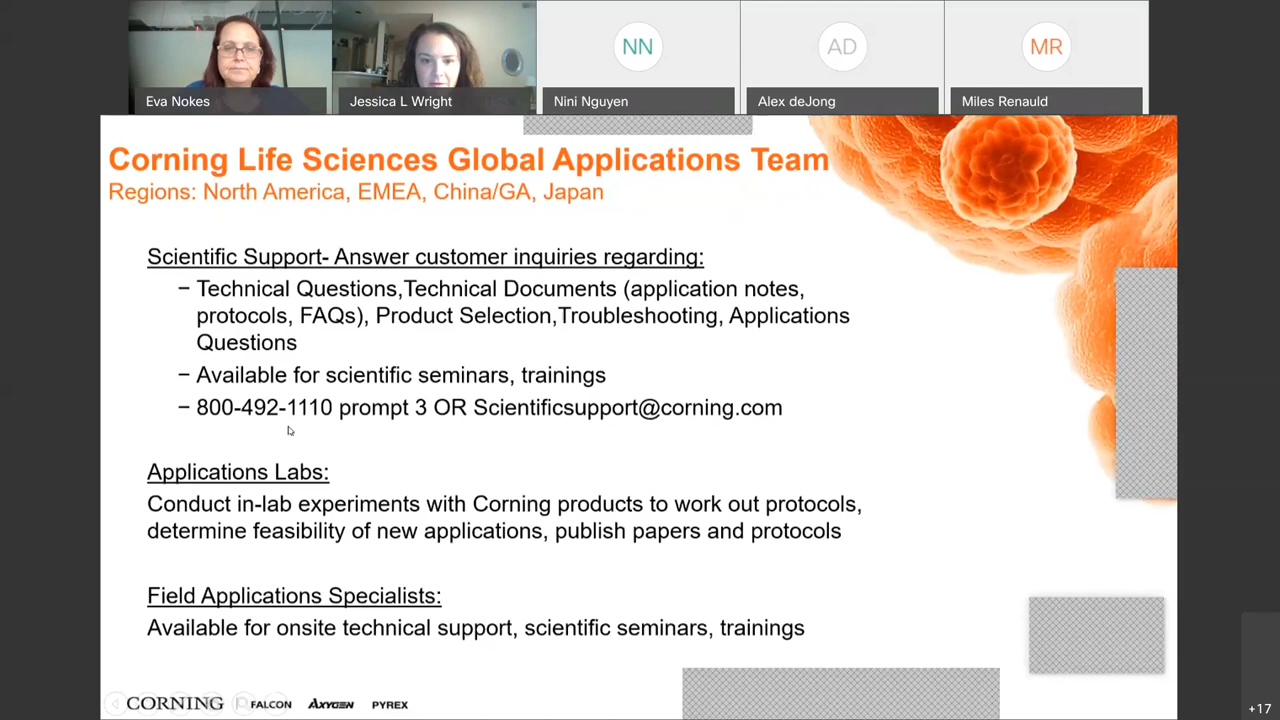 NN
AD
MR
Eva Nokes
Jessica L Wright
Nini Nguyen
Alex deJong
Miles Renauld
Corning Life Sciences Global Applications Team
Regions: North America, EMEA, China/GA, Japan
Scientific Support- Answer customer inquiries regarding:
− Technical Questions,Technical Documents (application notes,
protocols, FAQs), Product Selection,Troubleshooting, Applications
Questions
− Available for scientific seminars, trainings
− 800-492-1110 prompt 3 OR Scientificsupport@corning.com
Applications Labs:
Conduct in-lab experiments with Corning products to work out protocols,
determine feasibility of new applications, publish papers and protocols
Field Applications Specialists:
Available for onsite technical support, scientific seminars, trainings
CORNING FALCON AXYGEN PYREX
+17